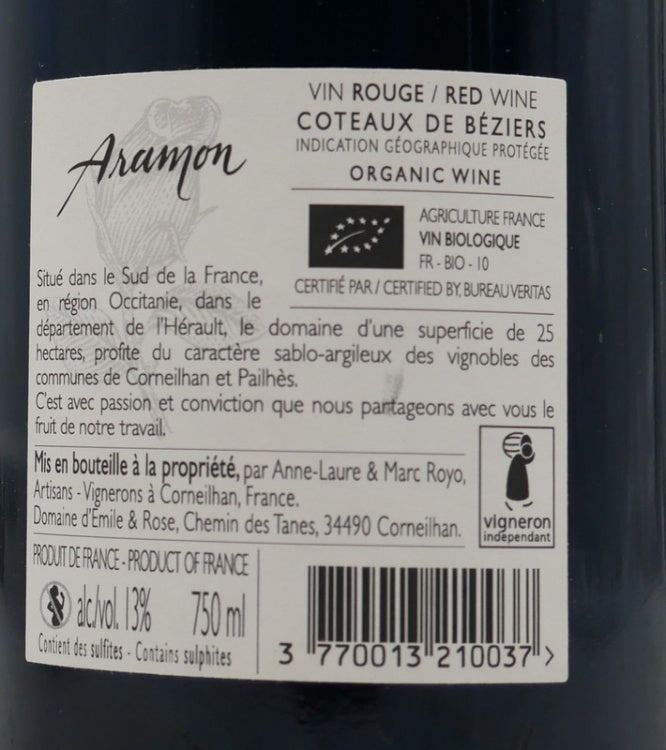 Aramon
VIN ROUGE / RED WINE
COTEAUX DE BÉZIERS
INDICATION GÉOGRAPHIQUE PROTÉGÉE
ORGANIC WINE
AGRICULTURE FRANCE
VIN BIOLOGIQUE
FR - BIO - 10
CERTIFIÉ PAR / CERTIFIED BY, BUREAU VERITAS
Situé dans le Sud de la France,
en région Occitanie, dans le
département de l'Hérault, le domaine d'une superficie de 25
hectares, profite du caractère sablo-argileux des vignobles des
communes de Corneilhan et Pailhès.
C'est avec passion et conviction que nous partageons avec vous le
fruit de notre travail.
Mis en bouteille à la propriété, par Anne-Laure & Marc Royo,
Artisans - Vignerons à Corneilhan, France.
Domaine d'Emile & Rose, Chemin des Tanes, 34490 Corneilhan.
vigneron
indépendant
PRODUIT DE FRANCE - PRODUCT OF FRANCE
alc/vol. 13% 750 ml
Contient des sulfites - Contains sulphites
3 770013 210037 >